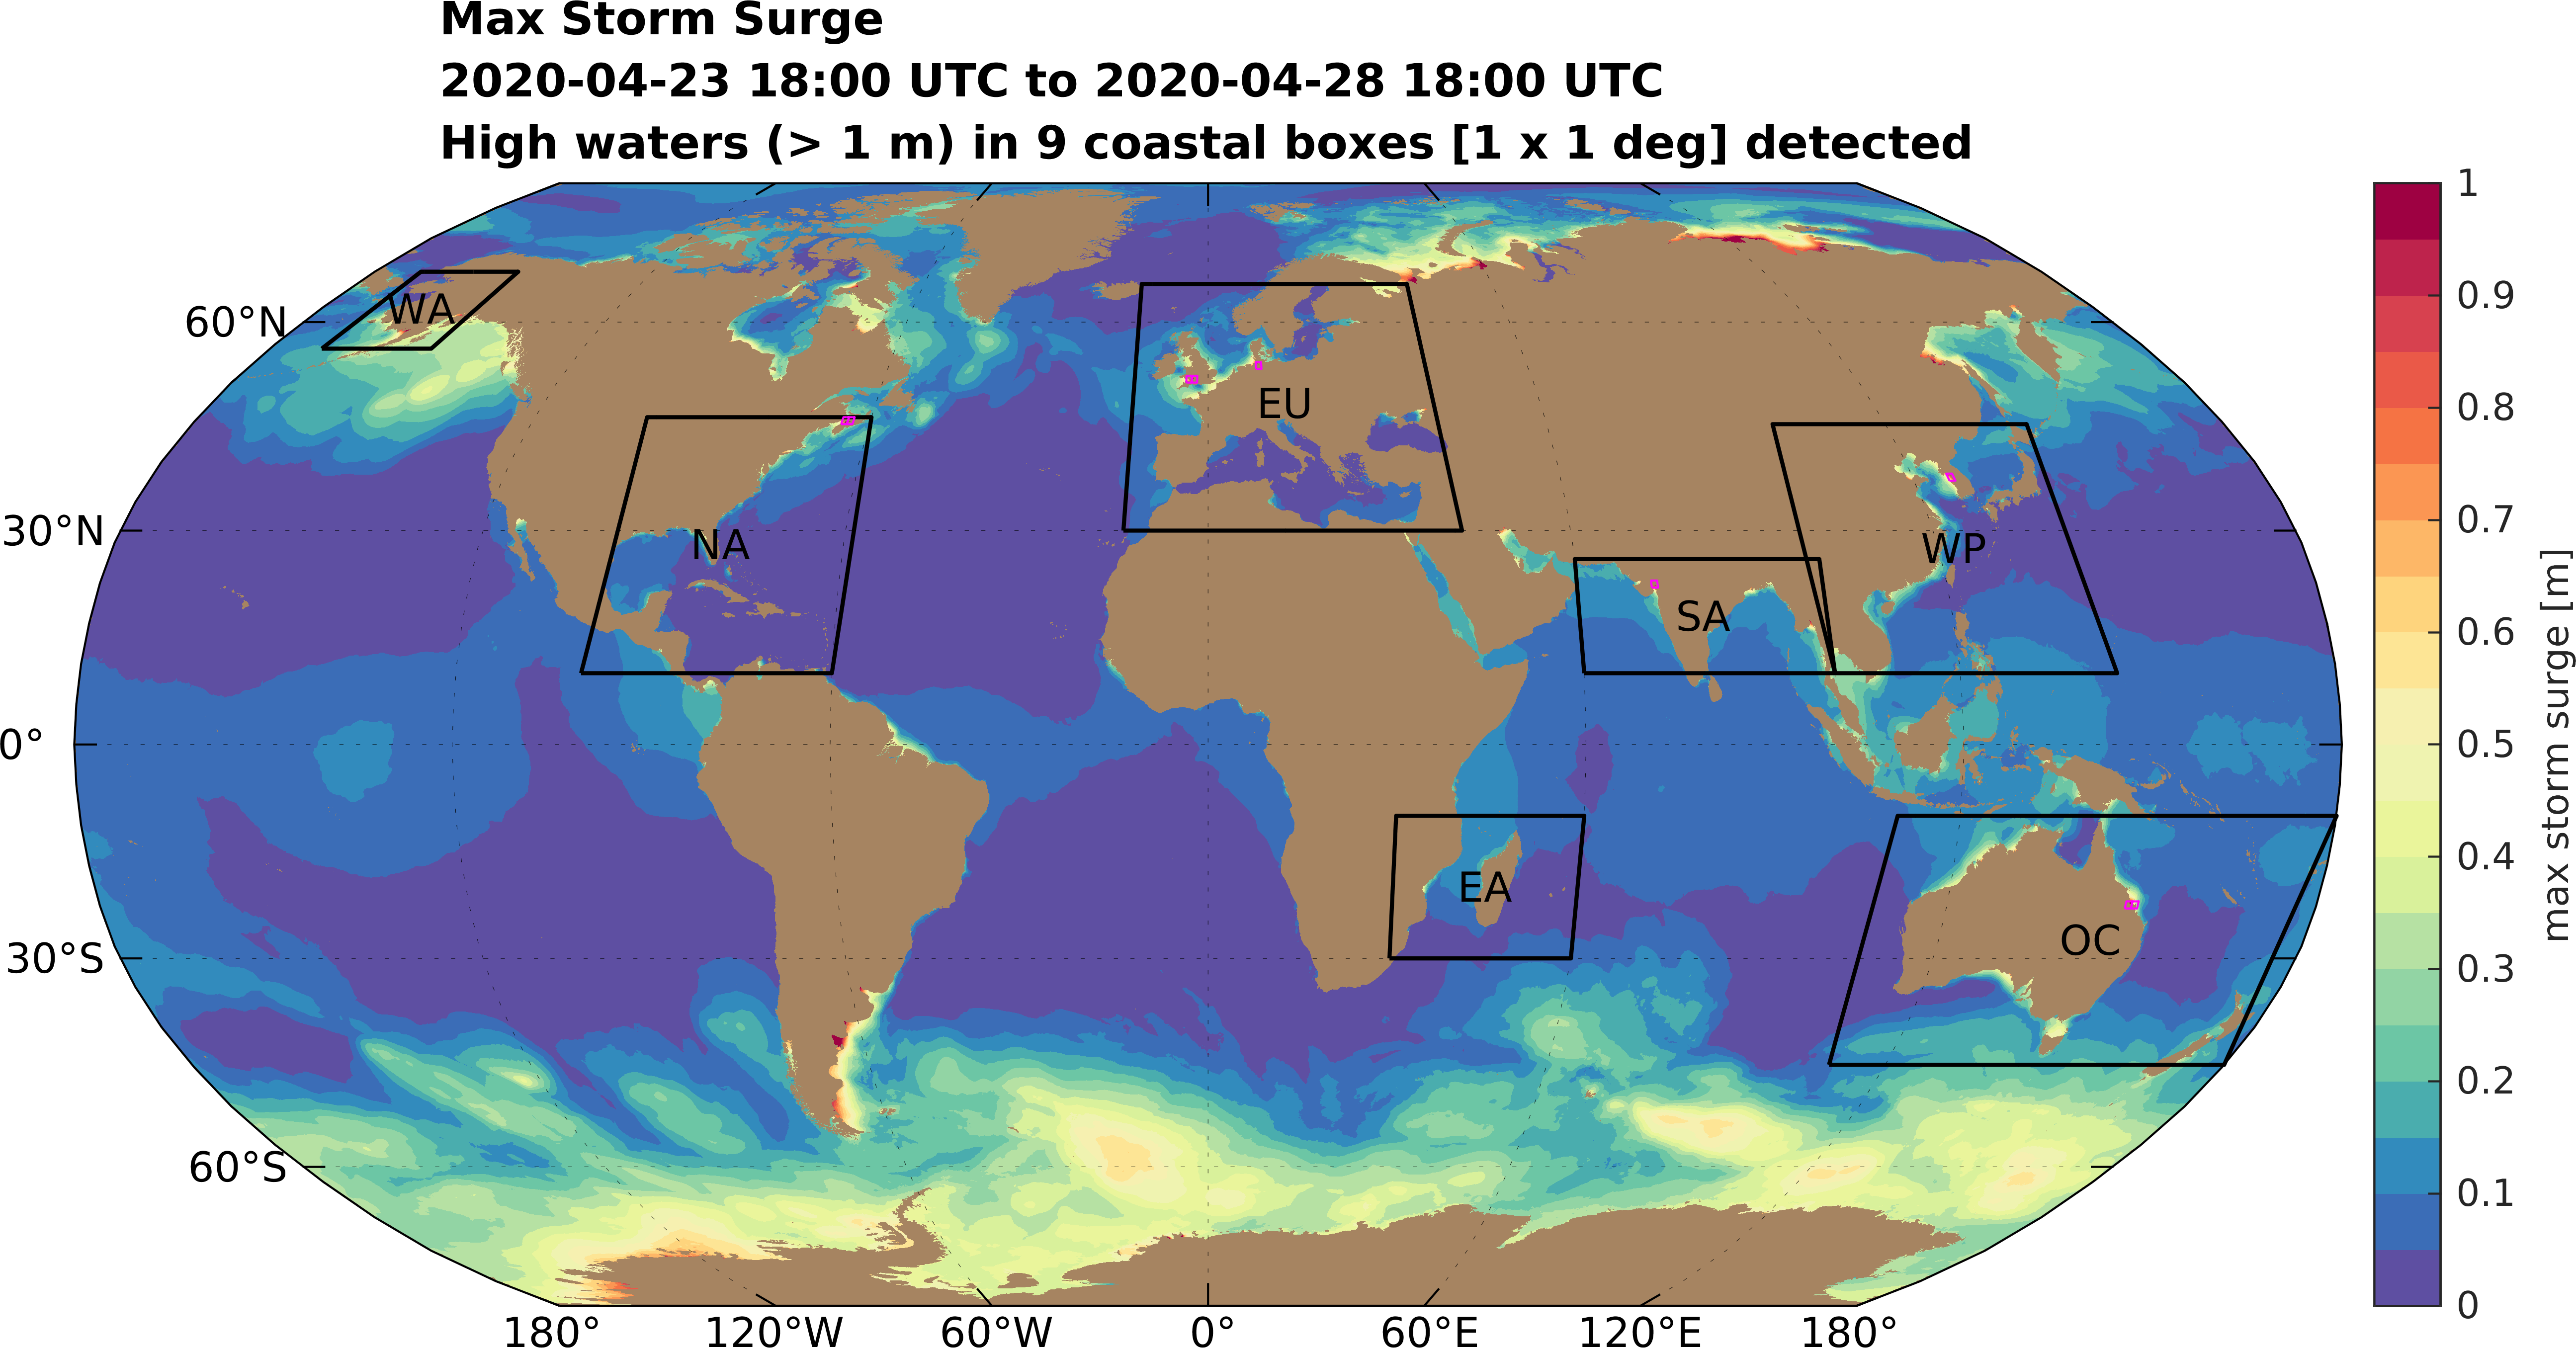 Max Storm Surge
2020-04-23 18:00 UTC to 2020-04-28 18:00 UTC
High waters (> 1 m) in 9 coastal boxes [1 x 1 deg] detected
60°N
30°N
0°
30°S
60°S
WA
NA
EU
SA
WP
EA
OC
180°
120°W
60°W
0°
60°E
120°E
180°
1
0.9
0.8
0.7
0.6
0.5
0.4
0.3
0.2
0.1
0
max storm surge [m]